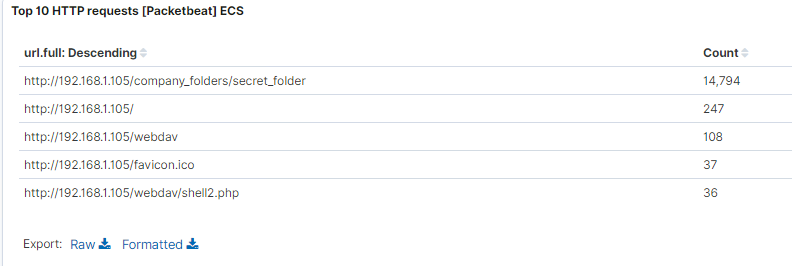 Top 10 HTTP requests [Packetbeat] ECS
url.full: Descending Count
http://192.168.1.105/company_folders/secret_folder 14,794
http://192.168.1.105/ 247
http://192.168.1.105/webdav 108
http://192.168.1.105/favicon.ico 37
http://192.168.1.105/webdav/shell2.php 36
Export: Raw Formatted